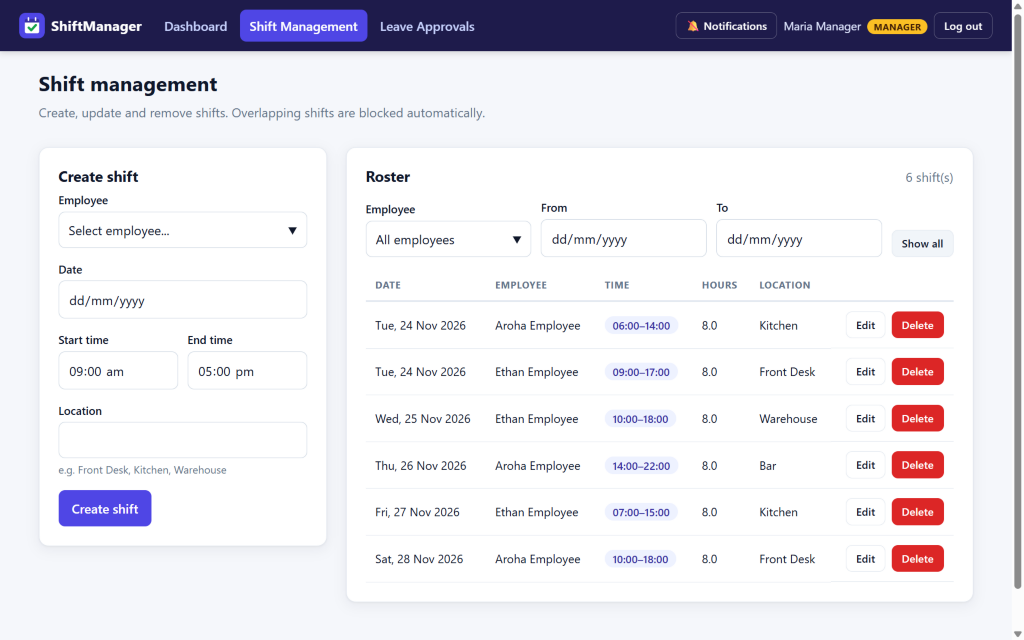 ShiftManager Dashboard Shift Management Leave Approvals Notifications Maria Manager MANAGER Log out
Shift management
Create, update and remove shifts. Overlapping shifts are blocked automatically.
Create shift
Employee
Select employee...
Date
dd/mm/yyyy
Start time End time
09:00 am 05:00 pm
Location
e.g. Front Desk, Kitchen, Warehouse
Create shift
Roster 6 shift(s)
Employee From To
All employees dd/mm/yyyy dd/mm/yyyy Show all
DATE EMPLOYEE TIME HOURS LOCATION
Tue, 24 Nov 2026 Aroha Employee 06:00–14:00 8.0 Kitchen Edit Delete
Tue, 24 Nov 2026 Ethan Employee 09:00–17:00 8.0 Front Desk Edit Delete
Wed, 25 Nov 2026 Ethan Employee 10:00–18:00 8.0 Warehouse Edit Delete
Thu, 26 Nov 2026 Aroha Employee 14:00–22:00 8.0 Bar Edit Delete
Fri, 27 Nov 2026 Ethan Employee 07:00–15:00 8.0 Kitchen Edit Delete
Sat, 28 Nov 2026 Aroha Employee 10:00–18:00 8.0 Front Desk Edit Delete